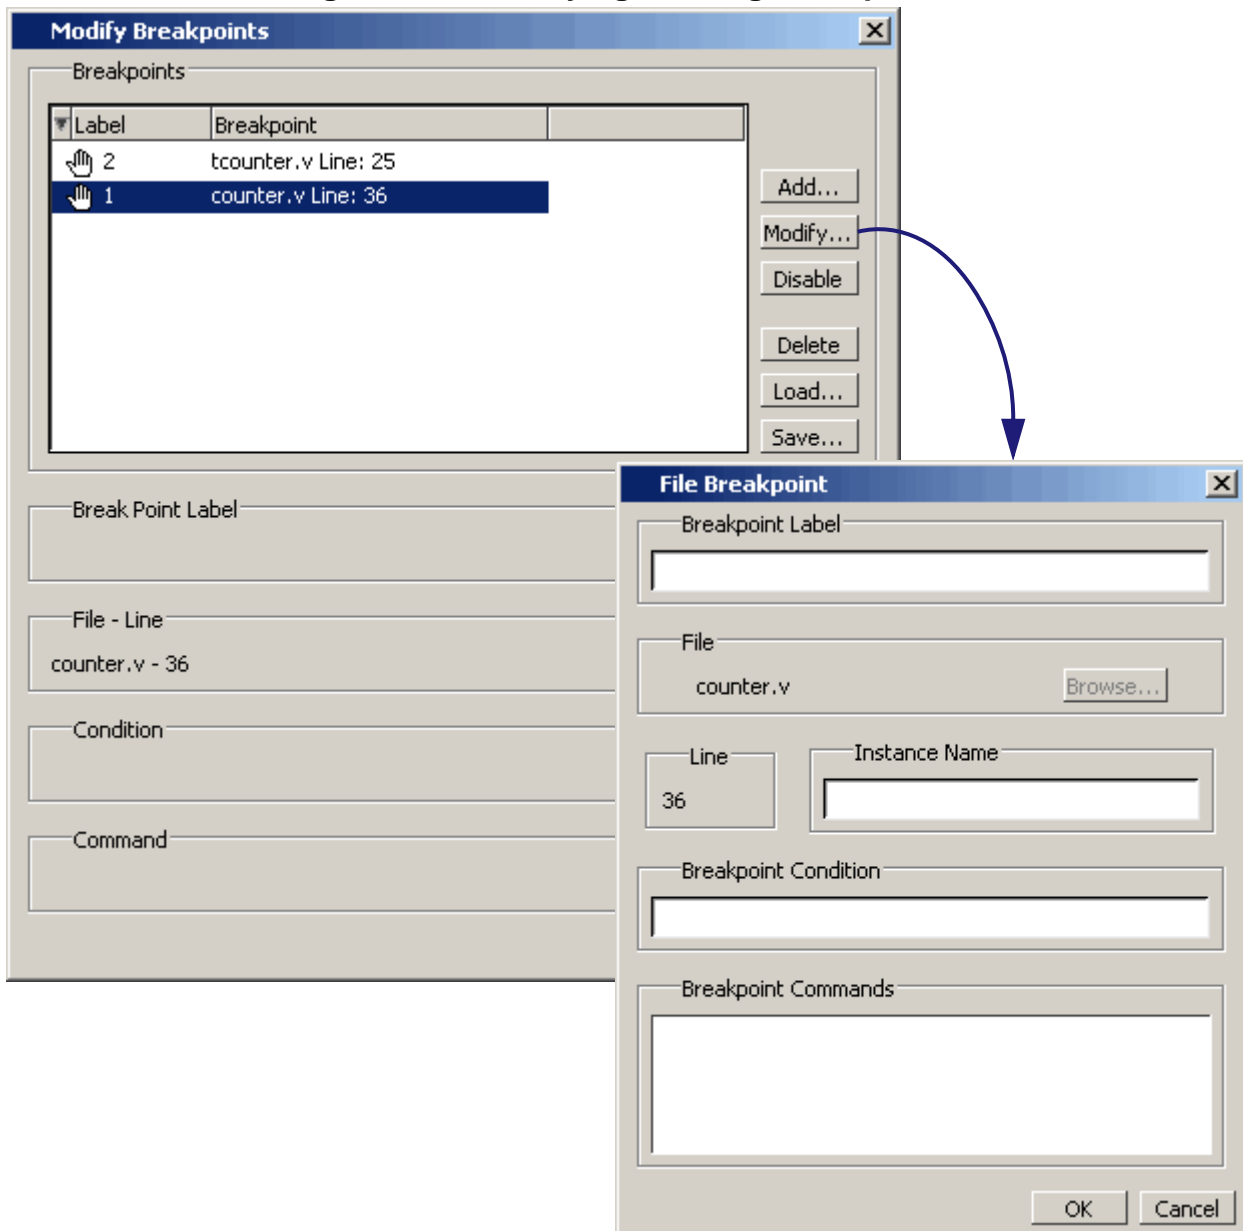 Modify Breakpoints
Breakpoints
Label Breakpoint
2 tcounter.v Line: 25
1 counter.v Line: 36
Add...
Modify...
Disable
Delete
Load...
Save...
Break Point Label
File - Line
counter.v - 36
Condition
Command
File Breakpoint
Breakpoint Label
File
counter.v Browse...
Line Instance Name
36
Breakpoint Condition
Breakpoint Commands
OK Cancel